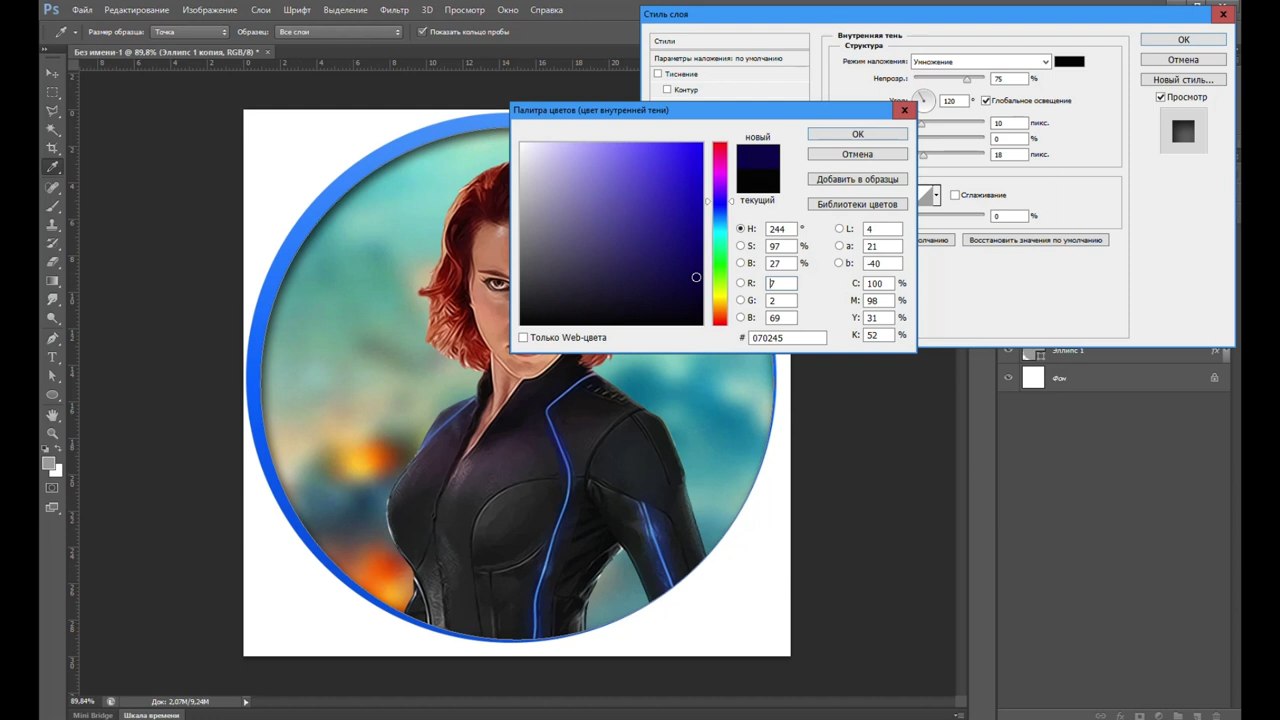 Ps Файл Редактирование Изображение Слои Шрифт Выделение Фильтр 3D Просмотр Окно Справка
Размер образца: Точка Образец: Все слои Показать кольцо пробы
Без имени-1 @ 89,8% (Эллипс 1 копия, RGB/8) * ×
Стиль слоя
Стили
Параметры наложения: по умолчанию
Тиснение
Контур
Внутренняя тень
Структура
Режим наложения: Умножение
Непрозр.: 75 %
120 ° Глобальное освещение
10 пикс.
0 %
18 пикс.
Сглаживание
0 %
Восстановить значения по умолчанию
OK
Отмена
Новый стиль...
Просмотр
Палитра цветов (цвет внутренней тени)
новый
текущий
OK
Отмена
Добавить в образцы
Библиотеки цветов
H: 244 ° L: 4
S: 97 % a: 21
B: 27 % b: -40
R: 7 C: 100 %
G: 2 M: 98 %
B: 69 Y: 31 %
Только Web-цвета # 070245 K: 52 %
Эллипс 1 fx
Фон
89,84% Док: 2,07M/9,24M
Mini Bridge Шкала времени